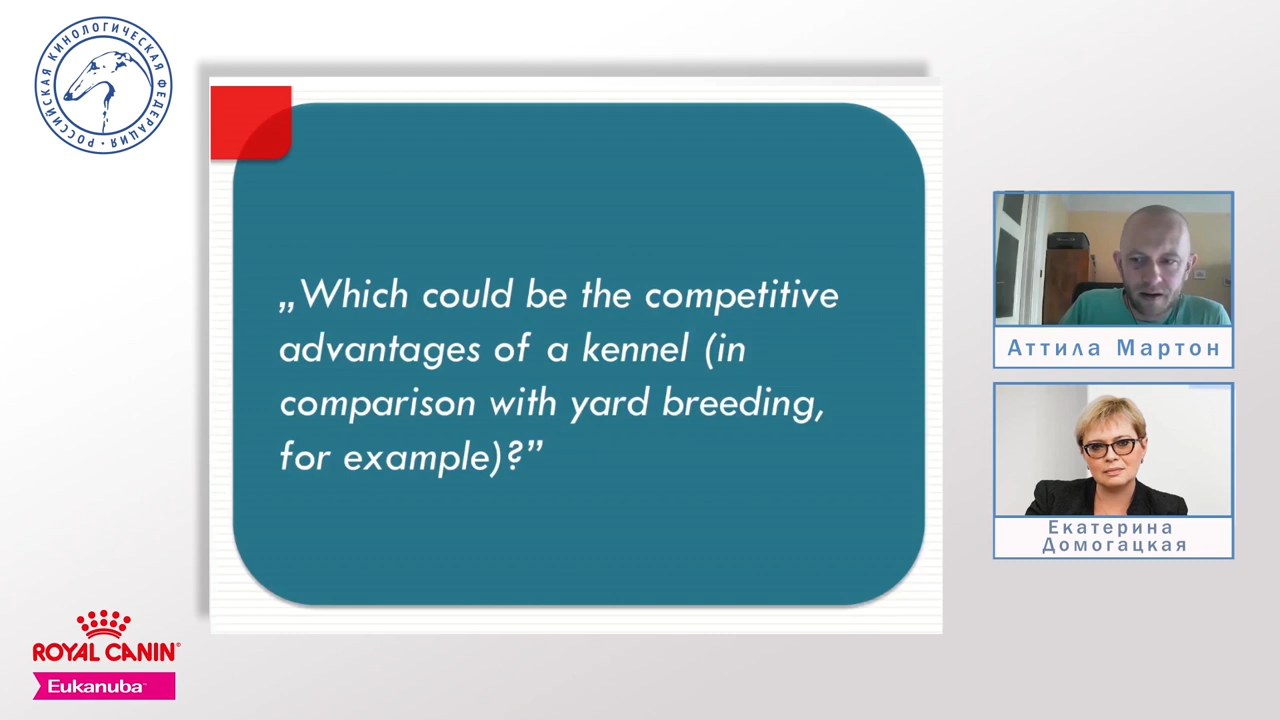 РОССИЙСКАЯ КИНОЛОГИЧЕСКАЯ ФЕДЕРАЦИЯ
„Which could be the competitive
advantages of a kennel (in
comparison with yard breeding,
for example)?”
Аттила Мартон
Екатерина
Домогацкая
ROYAL CANIN®
Eukanuba™